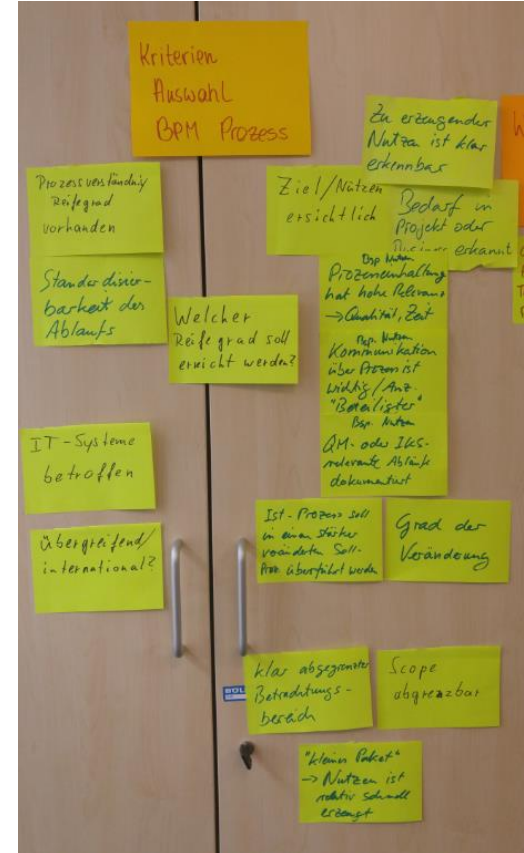 Kriterien
Auswahl
BPM Prozess
Prozessverständnis/
Reifegrad
vorhanden
Standardisier-
barkeit des
Ablaufs
Welcher
Reifegrad soll
erreicht werden?
IT-Systeme
betroffen
Übergreifend/
international?
Zu erzeugender
Nutzen ist klar
erkennbar
Ziel/Nutzen
ersichtlich
Bedarf in
Projekt oder
erkannt
Bsp. Nutzen
Prozesseinhaltung
hat hohe Relevanz
→ Qualität, Zeit
Bsp. Nutzen
Kommunikation
über Prozess ist
wichtig / Anz.
"Beteiligter"
Bsp. Nutzen
QM- oder IKS-
relevante Abläufe
dokumentiert
Ist-Prozess soll
in einen stärker
veränderten Soll-
Proz. überführt werden
Grad der
Veränderung
klar abgegrenzter
Betrachtungs-
bereich
Scope
abgrenzbar
"kleines Paket"
→ Nutzen ist
relativ schnell
erzeugt